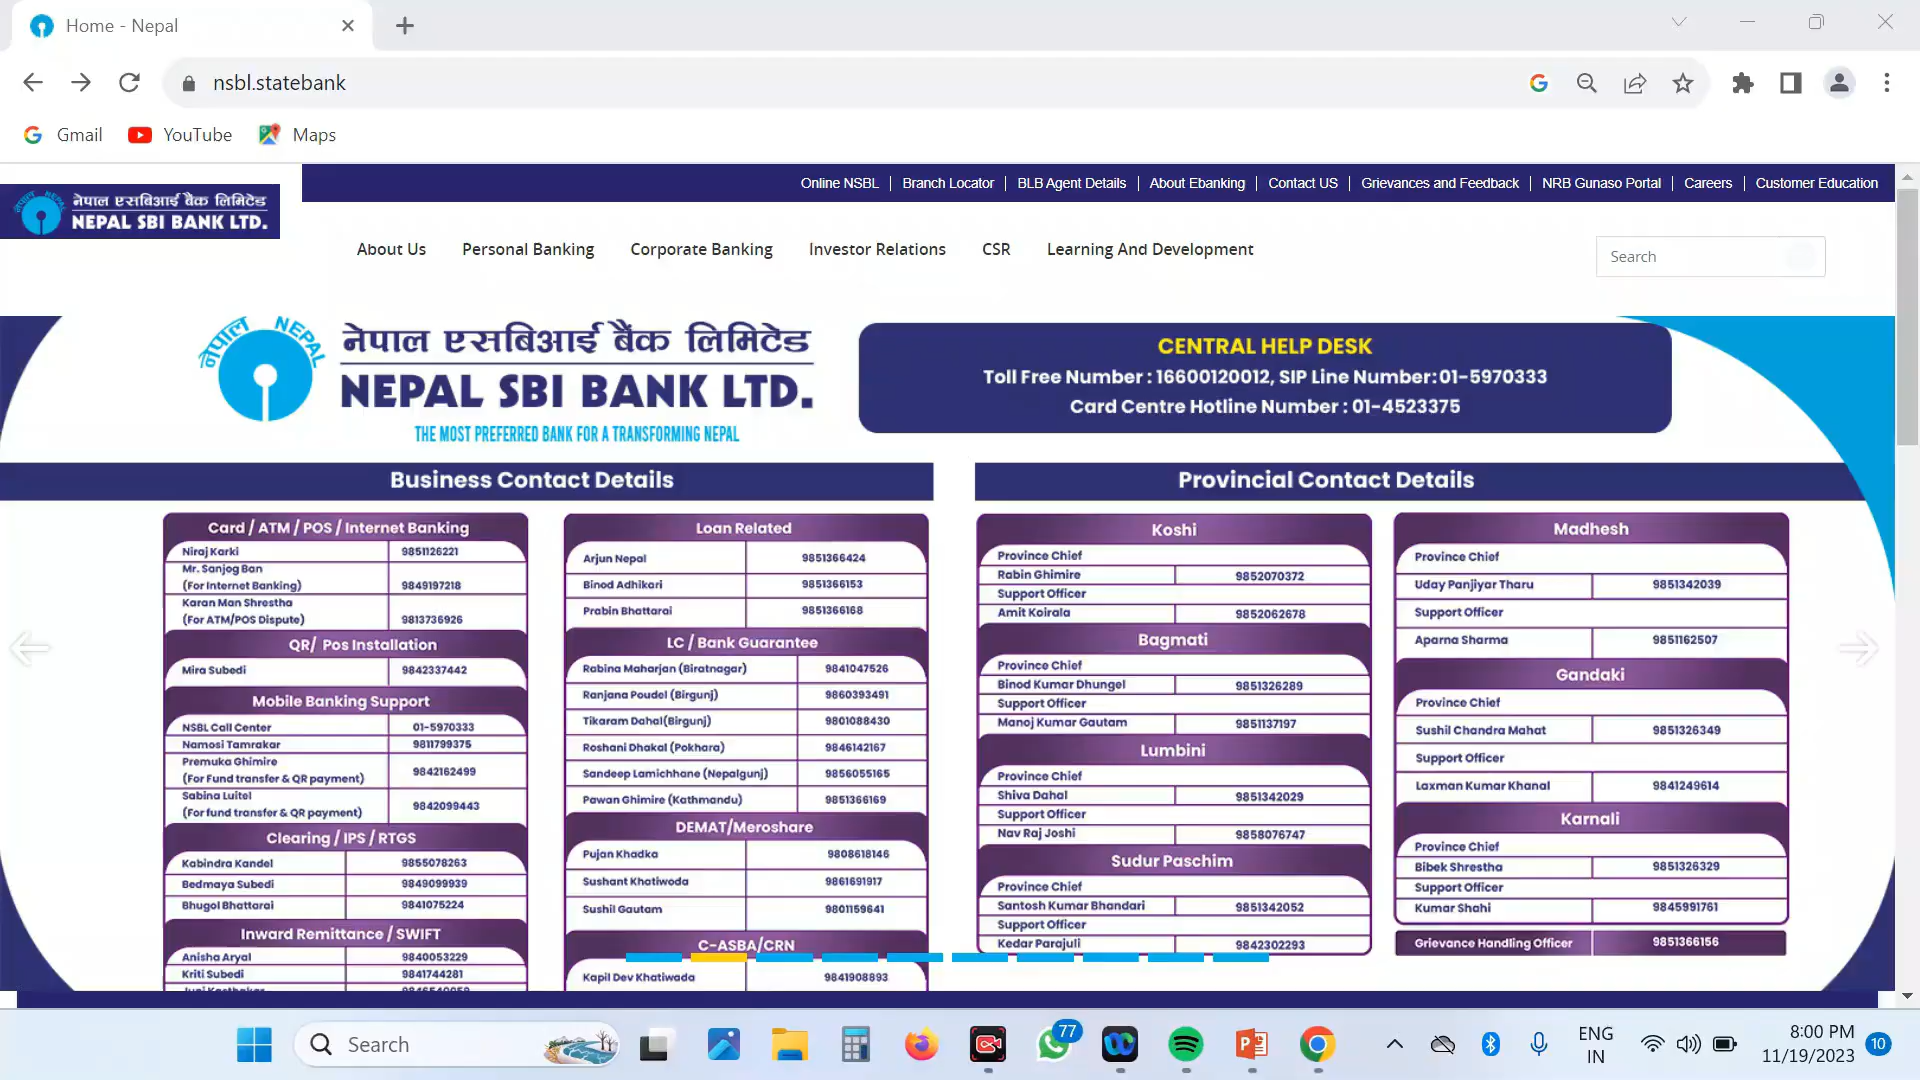 Home - Nepal
nsbl.statebank
Gmail
YouTube
Maps
Online NSBL
Branch Locator
BLB Agent Details
About Ebanking
Contact US
Grievances and Feedback
NRB Gunaso Portal
Careers
Customer Education
नेपाल एसबिआई बैंक लिमिटेड
NEPAL SBI BANK LTD.
About Us
Personal Banking
Corporate Banking
Investor Relations
CSR
Learning And Development
Search
नेपाल NEPAL
नेपाल एसबिआई बैंक लिमिटेड
NEPAL SBI BANK LTD.
THE MOST PREFERRED BANK FOR A TRANSFORMING NEPAL
CENTRAL HELP DESK
Toll Free Number : 16600120012, SIP Line Number: 01-5970333
Card Centre Hotline Number : 01-4523375
Business Contact Details
Card / ATM / POS / Internet Banking
Niraj Karki 9851126221
Mr. Sanjog Ban
(For Internet Banking) 9849197218
Karan Man Shrestha
(For ATM/POS Dispute) 9813736926
QR/ Pos Installation
Mira Subedi 9842337442
Mobile Banking Support
NSBL Call Center 01-5970333
Namosi Tamrakar 9811799375
Premuka Ghimire
(For Fund transfer & QR payment) 9842162499
Sabina Luitel
(For fund transfer & QR payment) 9842099443
Clearing / IPS / RTGS
Kabindra Kandel 9855078263
Bedmaya Subedi 9849099939
Bhugol Bhattarai 9841075224
Inward Remittance / SWIFT
Anisha Aryal 9840053229
Kriti Subedi 9841744281
Loan Related
Arjun Nepal 9851366424
Binod Adhikari 9851366153
Prabin Bhattarai 9851366168
LC / Bank Guarantee
Rabina Maharjan (Biratnagar) 9841047526
Ranjana Poudel (Birgunj) 9860393491
Tikaram Dahal(Birgunj) 9801088430
Roshani Dhakal (Pokhara) 9846142167
Sandeep Lamichhane (Nepalgunj) 9856055165
Pawan Ghimire (Kathmandu) 9851366169
DEMAT/Meroshare
Pujan Khadka 9808618146
Sushant Khatiwoda 9861691917
Sushil Gautam 9801159641
C-ASBA/CRN
Kapil Dev Khatiwada 9841908893
Provincial Contact Details
Koshi
Province Chief
Rabin Ghimire 9852070372
Support Officer
Amit Koirala 9852062678
Bagmati
Province Chief
Binod Kumar Dhungel 9851326289
Support Officer
Manoj Kumar Gautam 9851137197
Lumbini
Province Chief
Shiva Dahal 9851342029
Support Officer
Nav Raj Joshi 9858076747
Sudur Paschim
Province Chief
Santosh Kumar Bhandari 9851342052
Support Officer
Kedar Parajuli 9842302293
Madhesh
Province Chief
Uday Panjiyar Tharu 9851342039
Support Officer
Aparna Sharma 9851162507
Gandaki
Province Chief
Sushil Chandra Mahat 9851326349
Support Officer
Laxman Kumar Khanal 9841249614
Karnali
Province Chief
Bibek Shrestha 9851326329
Support Officer
Kumar Shahi 9845991761
Grievance Handling Officer 9851366156
Search
77
ENG
IN
8:00 PM
11/19/2023
10